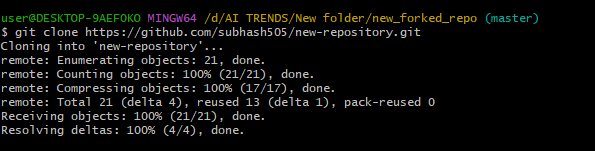 user@DESKTOP-9AEFOKO MINGW64 /d/AI TRENDS/New folder/new_forked_repo (master)
$ git clone https://github.com/subhash505/new-repository.git
Cloning into 'new-repository'...
remote: Enumerating objects: 21, done.
remote: Counting objects: 100% (21/21), done.
remote: Compressing objects: 100% (17/17), done.
remote: Total 21 (delta 4), reused 13 (delta 1), pack-reused 0
Receiving objects: 100% (21/21), done.
Resolving deltas: 100% (4/4), done.